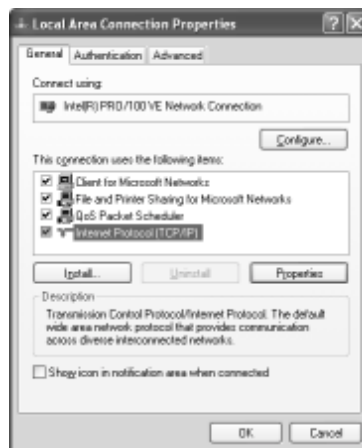 Local Area Connection Properties
General Authentication Advanced
Connect using:
Intel(R) PRO/100 VE Network Connection
Configure...
This connection uses the following items:
Client for Microsoft Networks
File and Printer Sharing for Microsoft Networks
QoS Packet Scheduler
Internet Protocol (TCP/IP)
Install... Uninstall Properties
Description
Transmission Control Protocol/Internet Protocol. The default
wide area network protocol that provides communication
across diverse interconnected networks.
Show icon in notification area when connected
OK Cancel